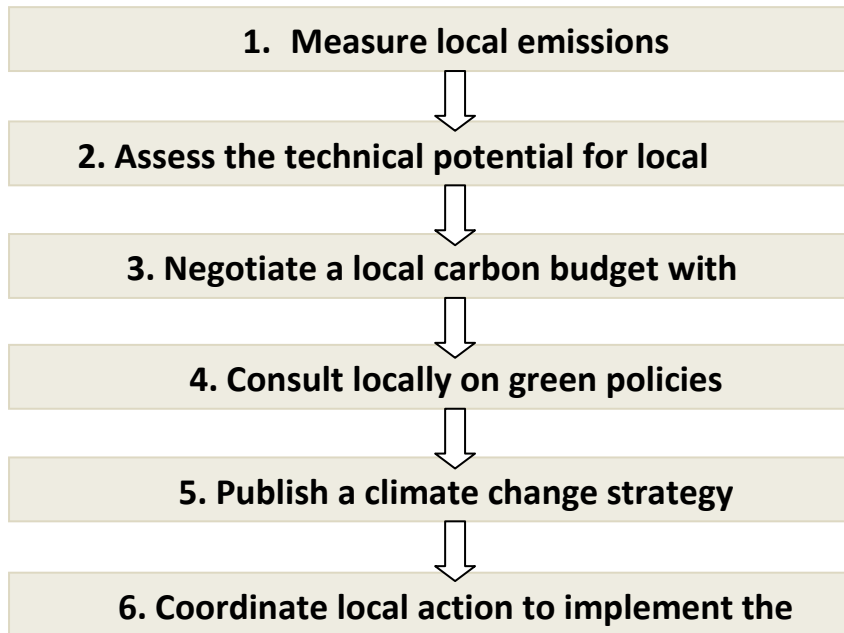 1. Measure local emissions
2. Assess the technical potential for local
3. Negotiate a local carbon budget with
4. Consult locally on green policies
5. Publish a climate change strategy
6. Coordinate local action to implement the